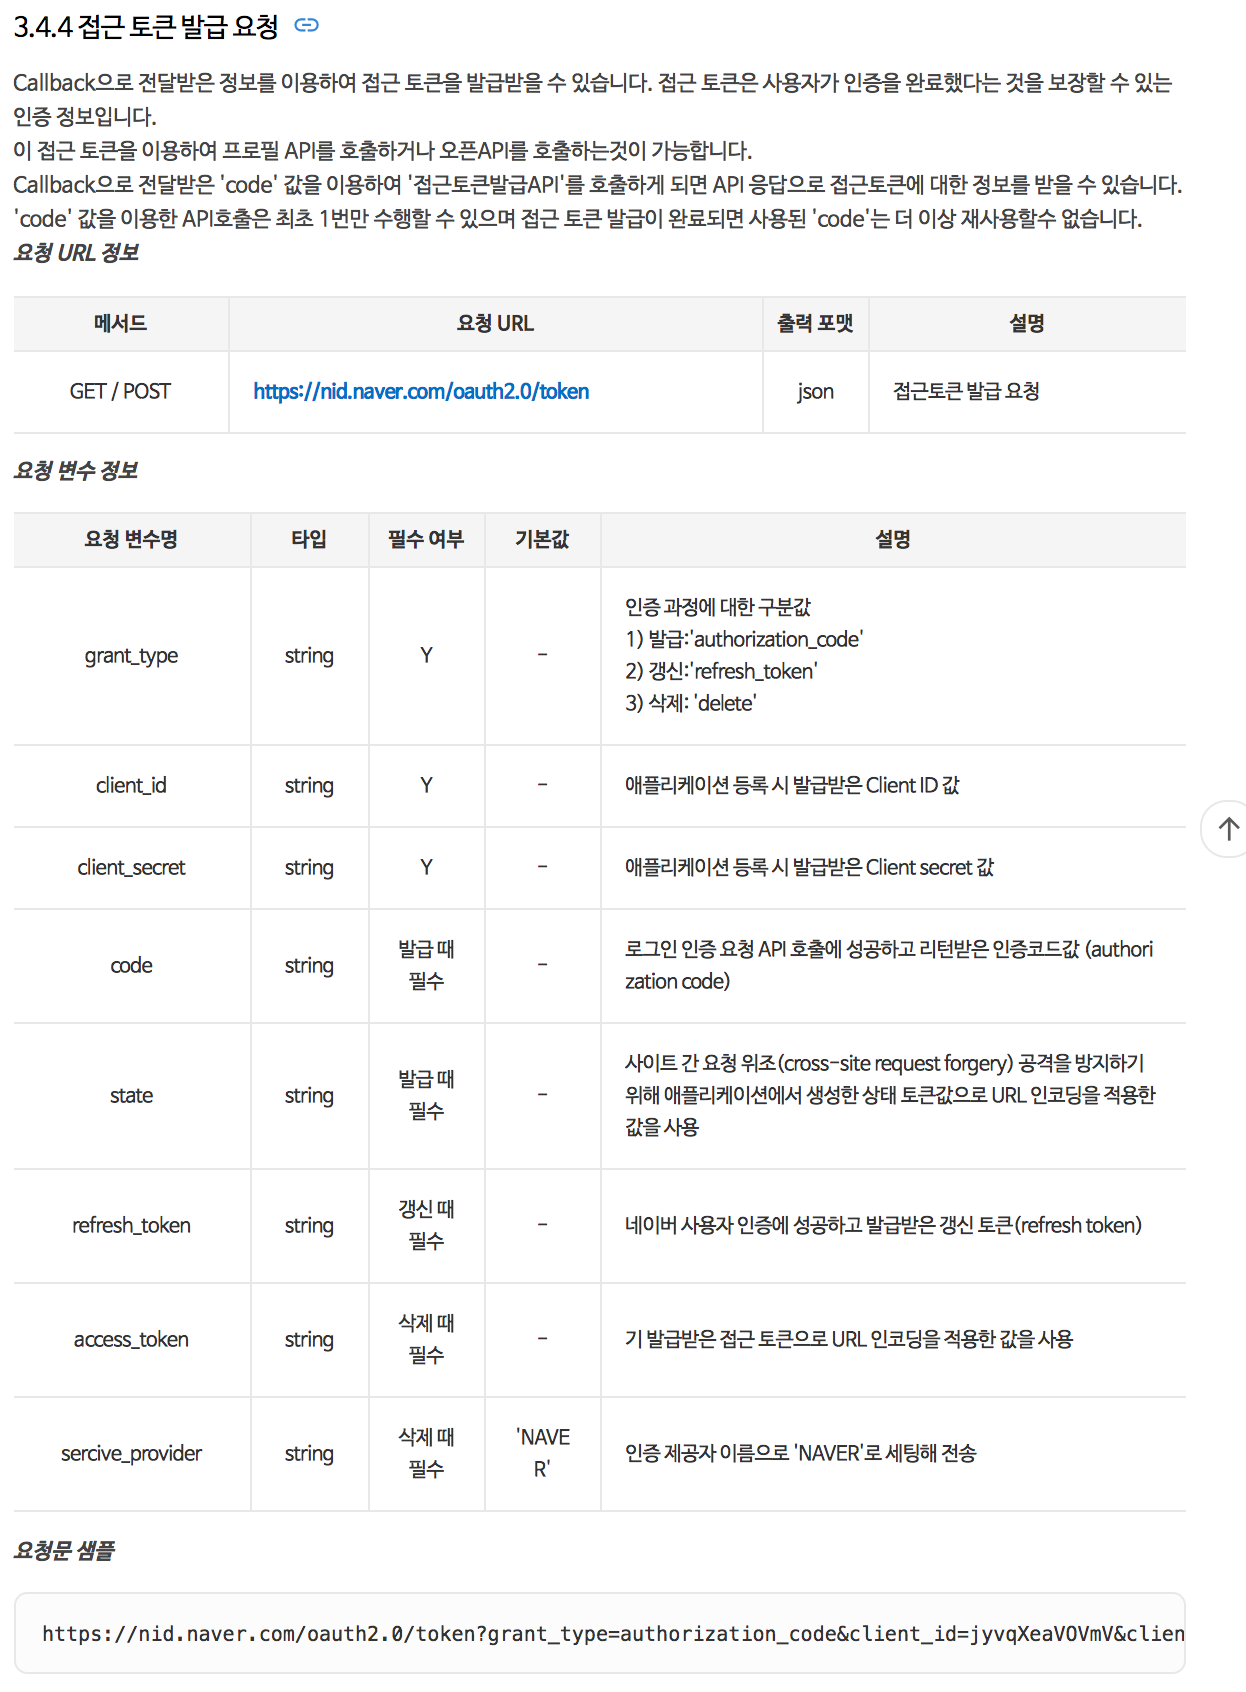 3.4.4 접근 토큰 발급 요청
Callback으로 전달받은 정보를 이용하여 접근 토큰을 발급받을 수 있습니다. 접근 토큰은 사용자가 인증을 완료했다는 것을 보장할 수 있는
인증 정보입니다.
이 접근 토큰을 이용하여 프로필 API를 호출하거나 오픈API를 호출하는것이 가능합니다.
Callback으로 전달받은 'code' 값을 이용하여 '접근토큰발급API'를 호출하게 되면 API 응답으로 접근토큰에 대한 정보를 받을 수 있습니다.
'code' 값을 이용한 API호출은 최초 1번만 수행할 수 있으며 접근 토큰 발급이 완료되면 사용된 'code'는 더 이상 재사용할수 없습니다.
요청 URL 정보
메서드 요청 URL 출력 포맷 설명
GET / POST https://nid.naver.com/oauth2.0/token json 접근토큰 발급 요청
요청 변수 정보
요청 변수명 타입 필수 여부 기본값 설명
grant_type string Y - 인증 과정에 대한 구분값
1) 발급:'authorization_code'
2) 갱신:'refresh_token'
3) 삭제: 'delete'
client_id string Y - 애플리케이션 등록 시 발급받은 Client ID 값
client_secret string Y - 애플리케이션 등록 시 발급받은 Client secret 값
code string 발급 때
필수 - 로그인 인증 요청 API 호출에 성공하고 리턴받은 인증코드값 (authori
zation code)
state string 발급 때
필수 - 사이트 간 요청 위조(cross-site request forgery) 공격을 방지하기
위해 애플리케이션에서 생성한 상태 토큰값으로 URL 인코딩을 적용한
값을 사용
refresh_token string 갱신 때
필수 - 네이버 사용자 인증에 성공하고 발급받은 갱신 토큰(refresh token)
access_token string 삭제 때
필수 - 기 발급받은 접근 토큰으로 URL 인코딩을 적용한 값을 사용
sercive_provider string 삭제 때
필수 'NAVE
R' 인증 제공자 이름으로 'NAVER'로 세팅해 전송
요청문 샘플
https://nid.naver.com/oauth2.0/token?grant_type=authorization_code&client_id=jyvqXeaVOVmV&clien